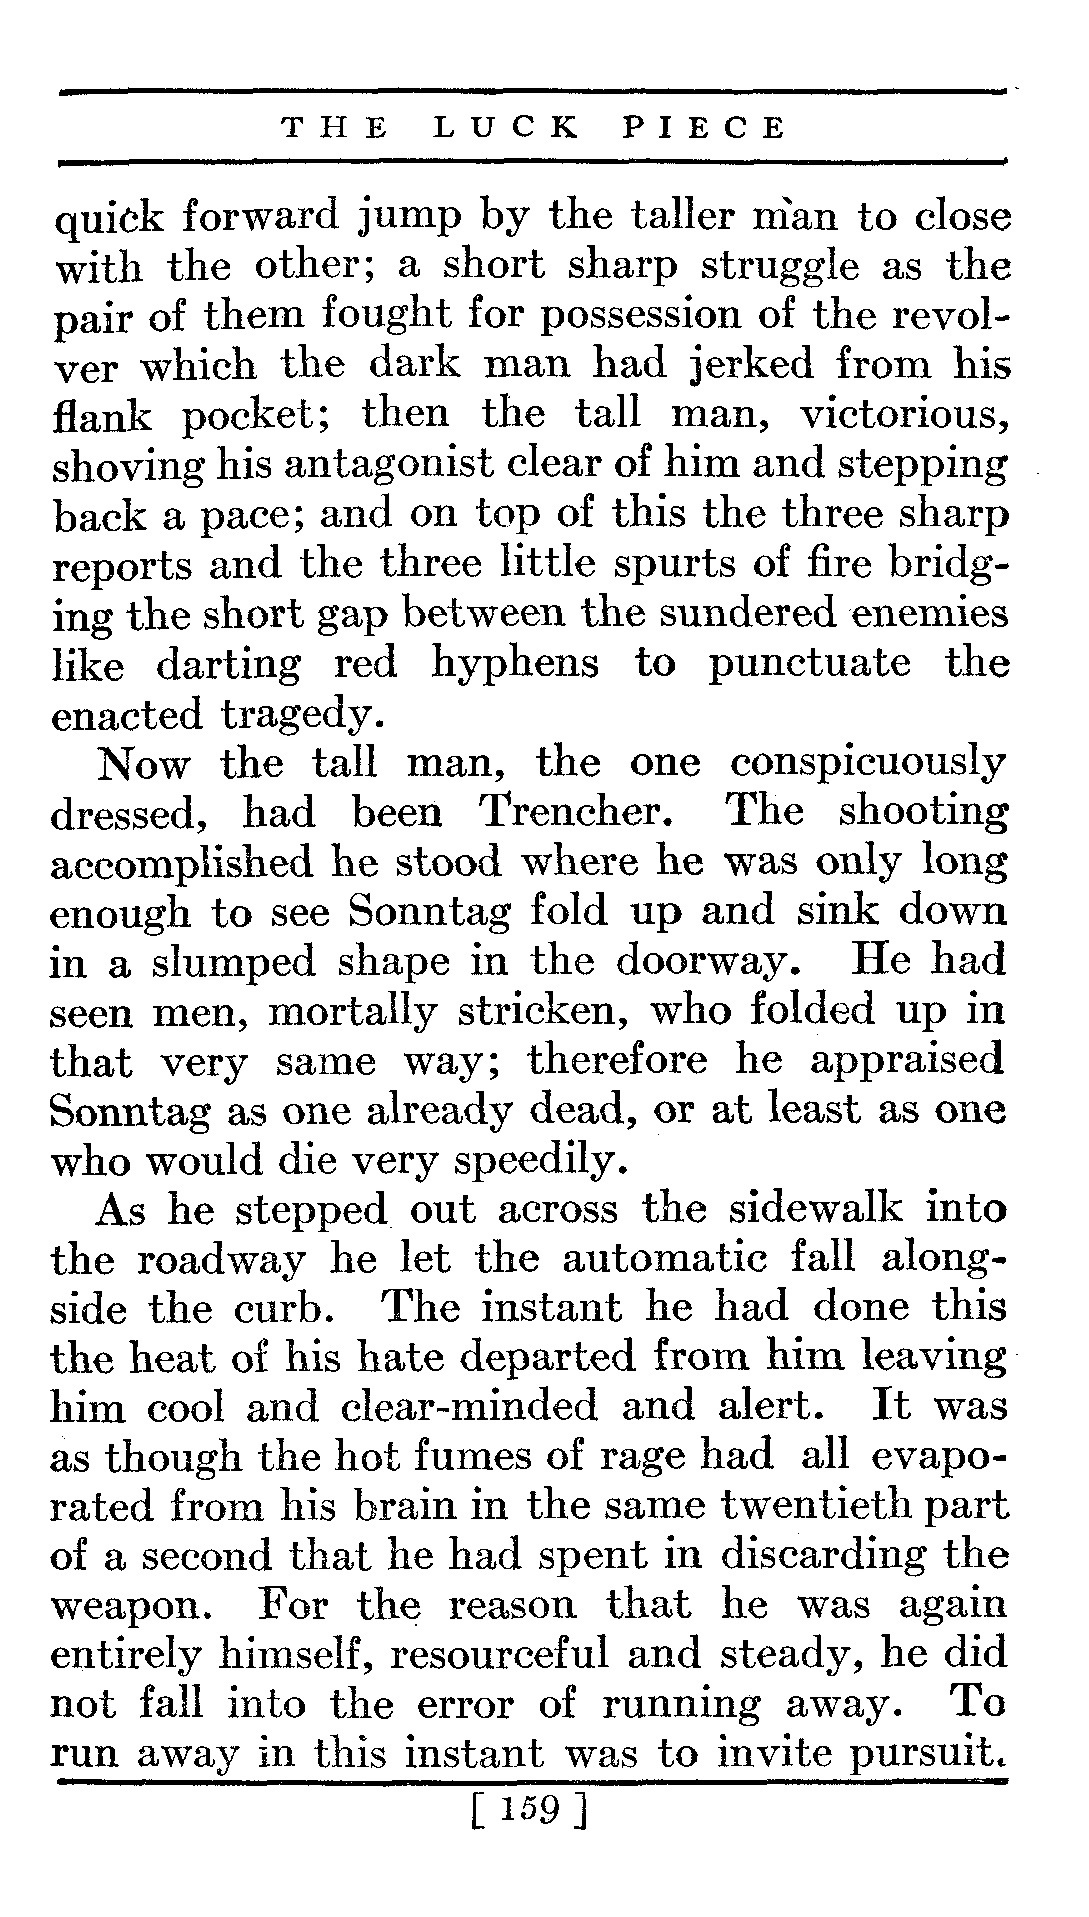 THE LUCK PIECE
quick forward jump by the taller man to close
with the other; a short sharp struggle as the
pair of them fought for possession of the revol-
ver which the dark man had jerked from his
flank pocket; then the tall man, victorious,
shoving his antagonist clear of him and stepping
back a pace; and on top of this the three sharp
reports and the three little spurts of fire bridg-
ing the short gap between the sundered enemies
like darting red hyphens to punctuate the
enacted tragedy.
Now the tall man, the one conspicuously
dressed, had been Trencher. The shooting
accomplished he stood where he was only long
enough to see Sonntag fold up and sink down
in a slumped shape in the doorway. He had
seen men, mortally stricken, who folded up in
that very same way; therefore he appraised
Sonntag as one already dead, or at least as one
who would die very speedily.
As he stepped out across the sidewalk into
the roadway he let the automatic fall along-
side the curb. The instant he had done this
the heat of his hate departed from him leaving
him cool and clear-minded and alert. It was
as though the hot fumes of rage had all evapo-
rated from his brain in the same twentieth part
of a second that he had spent in discarding the
weapon. For the reason that he was again
entirely himself, resourceful and steady, he did
not fall into the error of running away. To
run away in this instant was to invite pursuit.
[ 159 ]